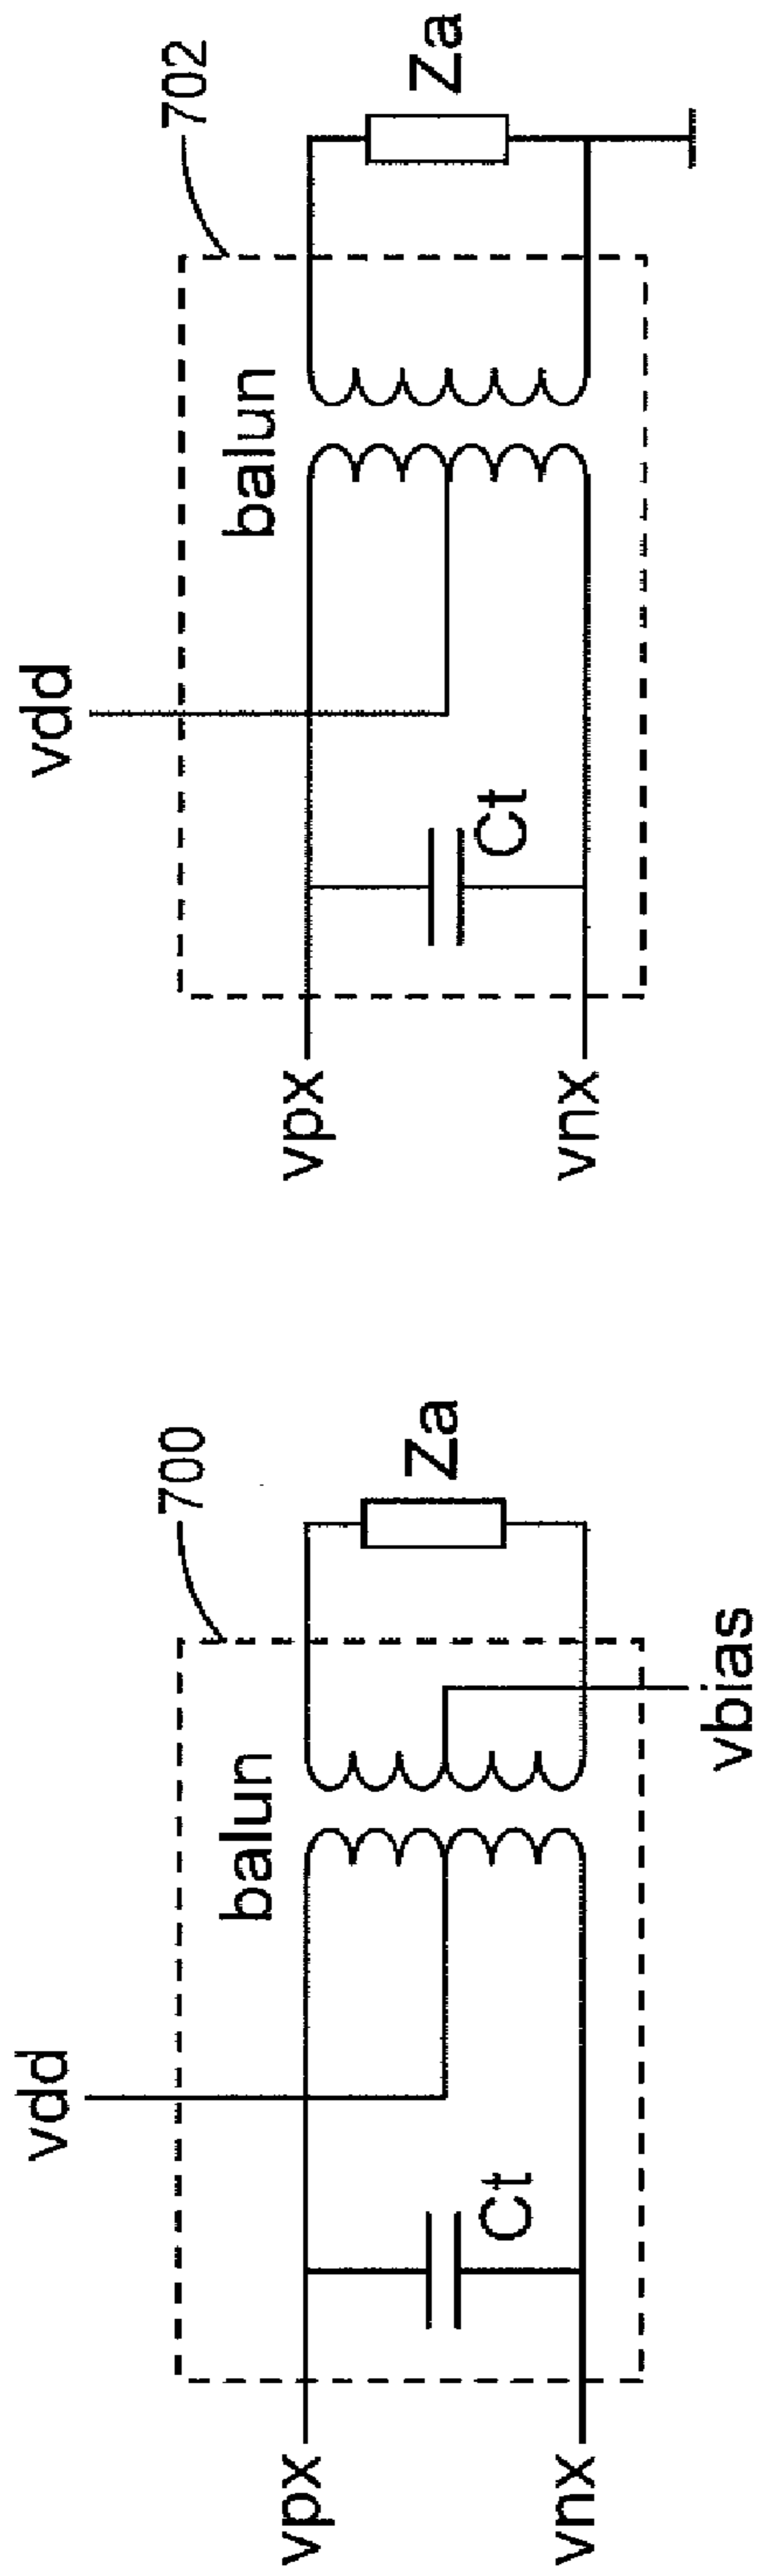 vdd
700
balun
vpx
Ct
Za
vnx
vbias
vdd
702
balun
vpx
Ct
Za
vnx